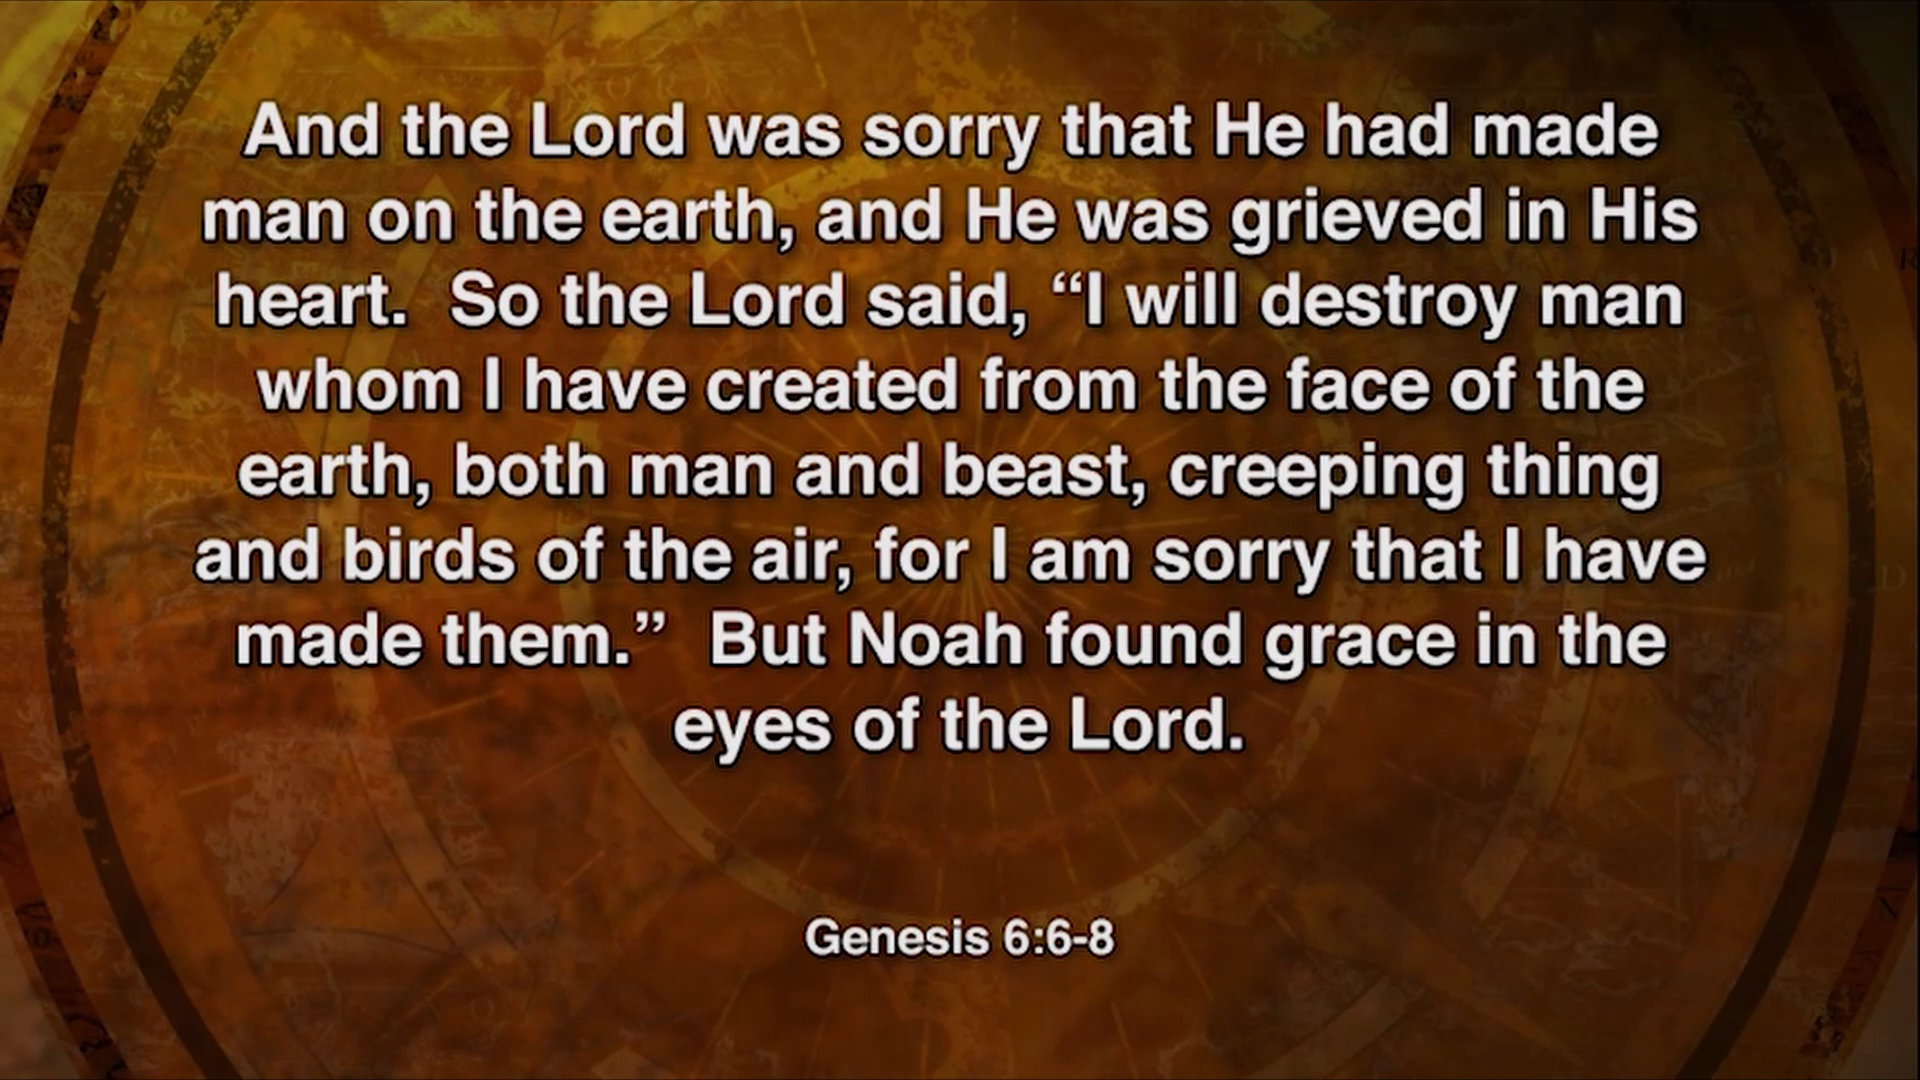 And the Lord was sorry that He had made
man on the earth, and He was grieved in His
heart.  So the Lord said, “I will destroy man
whom I have created from the face of the
earth, both man and beast, creeping thing
and birds of the air, for I am sorry that I have
made them.”  But Noah found grace in the
eyes of the Lord.
Genesis 6:6-8